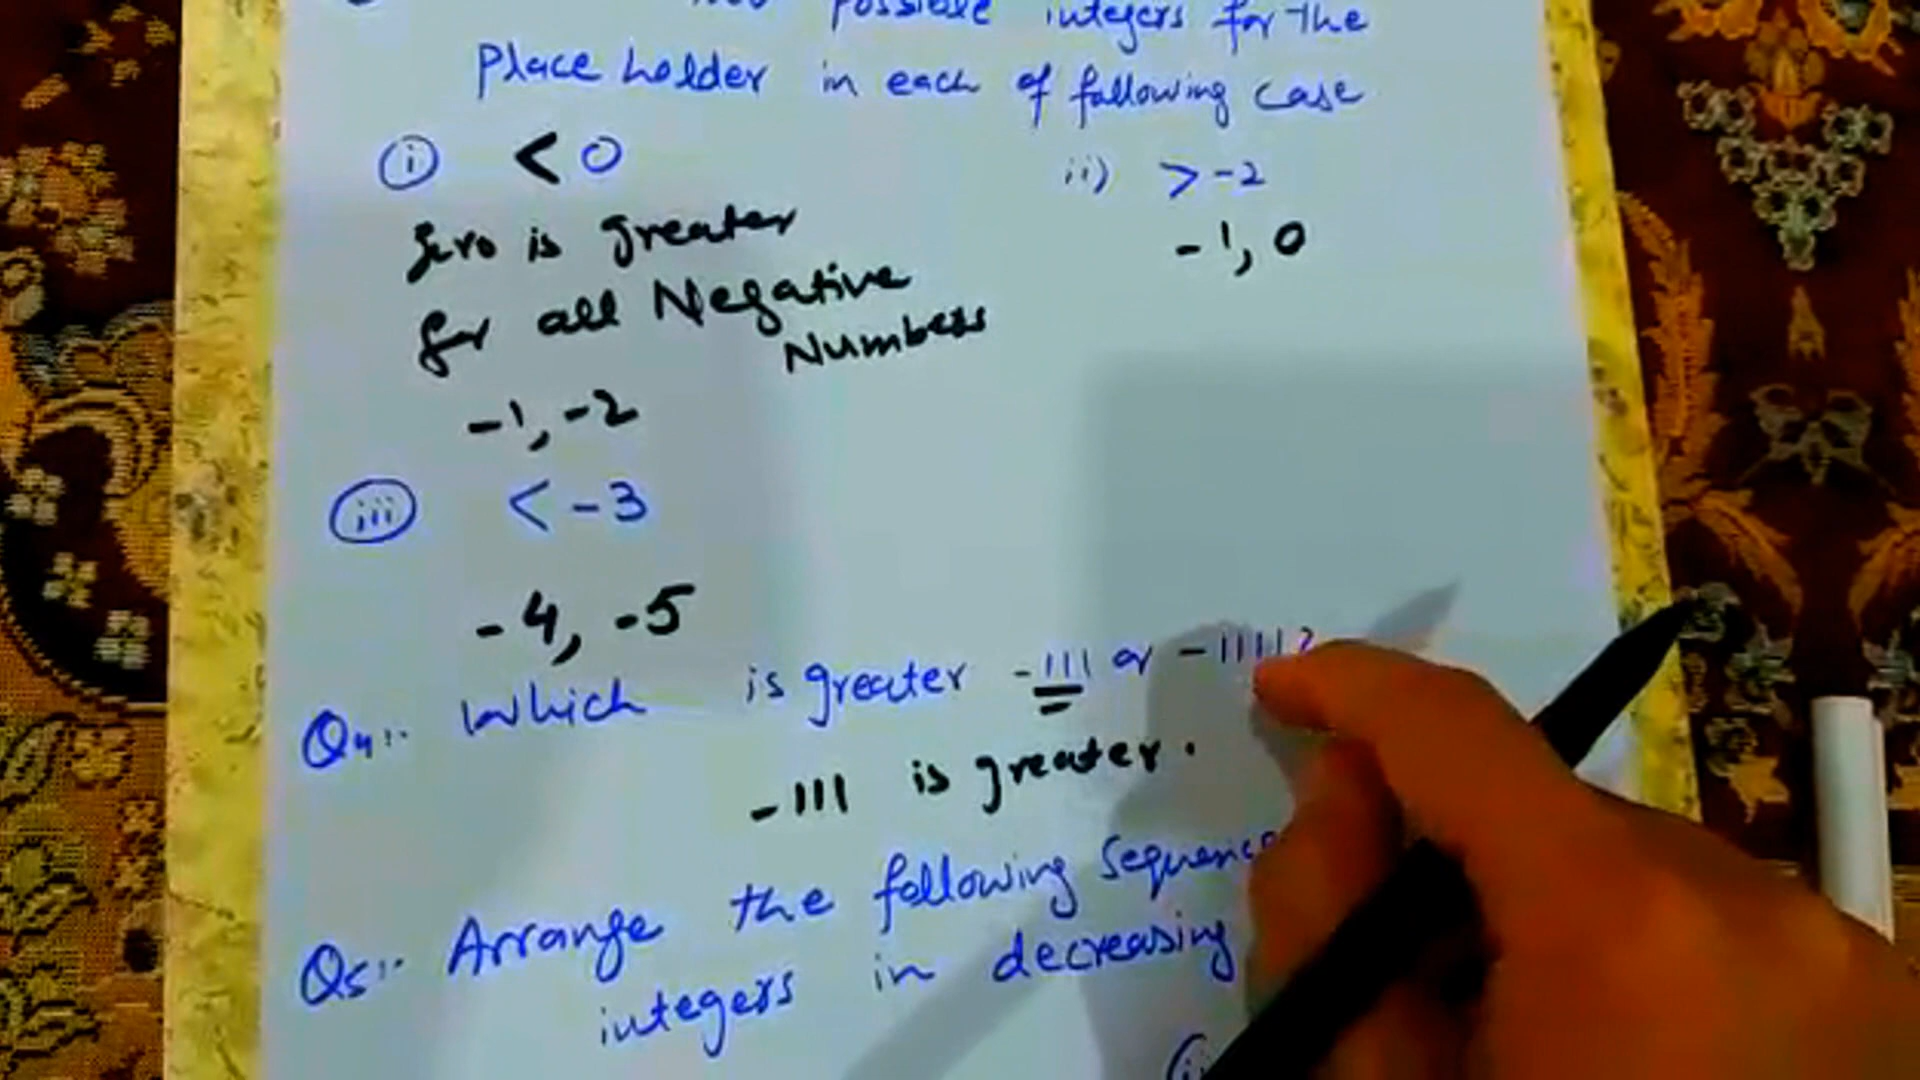 possible integers for the
Place holder in each of following case
(i) < 0
ii) > -2
Zero is greater
for all Negative
Numbers
-1, 0
-1, -2
(iii) < -3
-4, -5
Q4:- Which is greater -111 or -1111?
-111 is greater.
Q5:- Arrange the following sequence
integers in decreasing